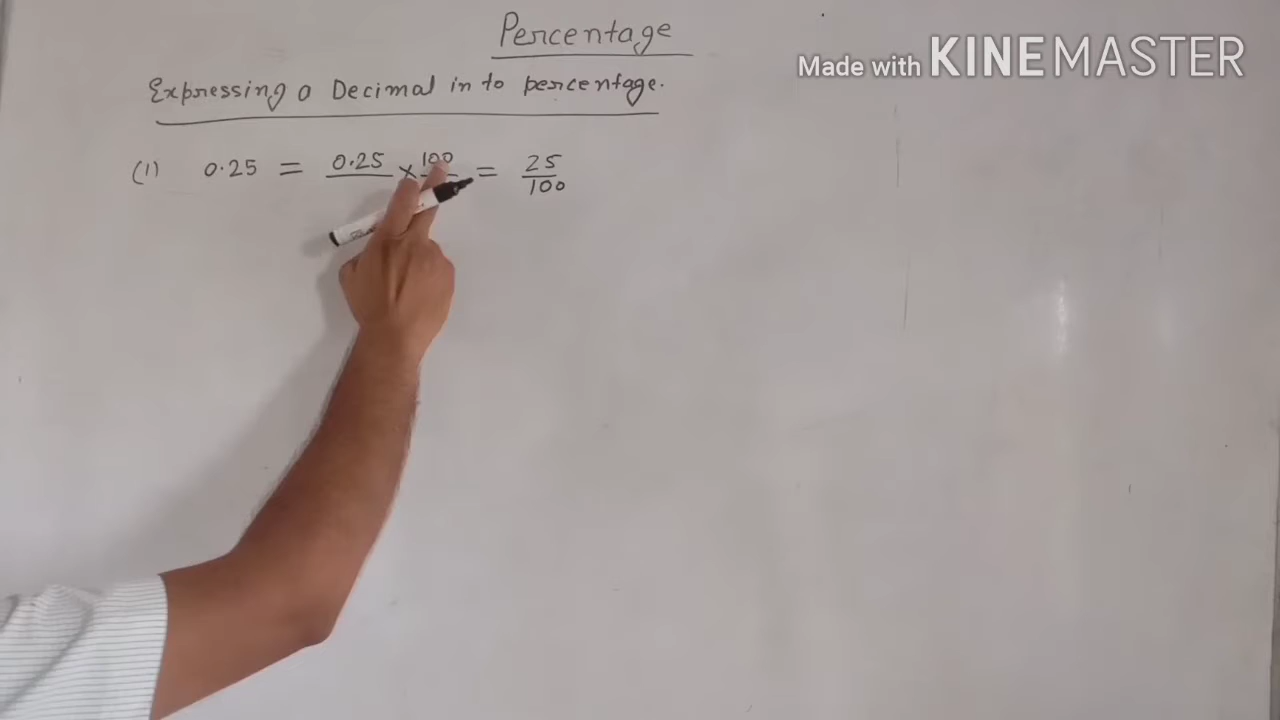 Percentage
Made with KINEMASTER
Expressing a Decimal in to percentage.
(1) 0.25 = 0.25 × 100 = 25/100